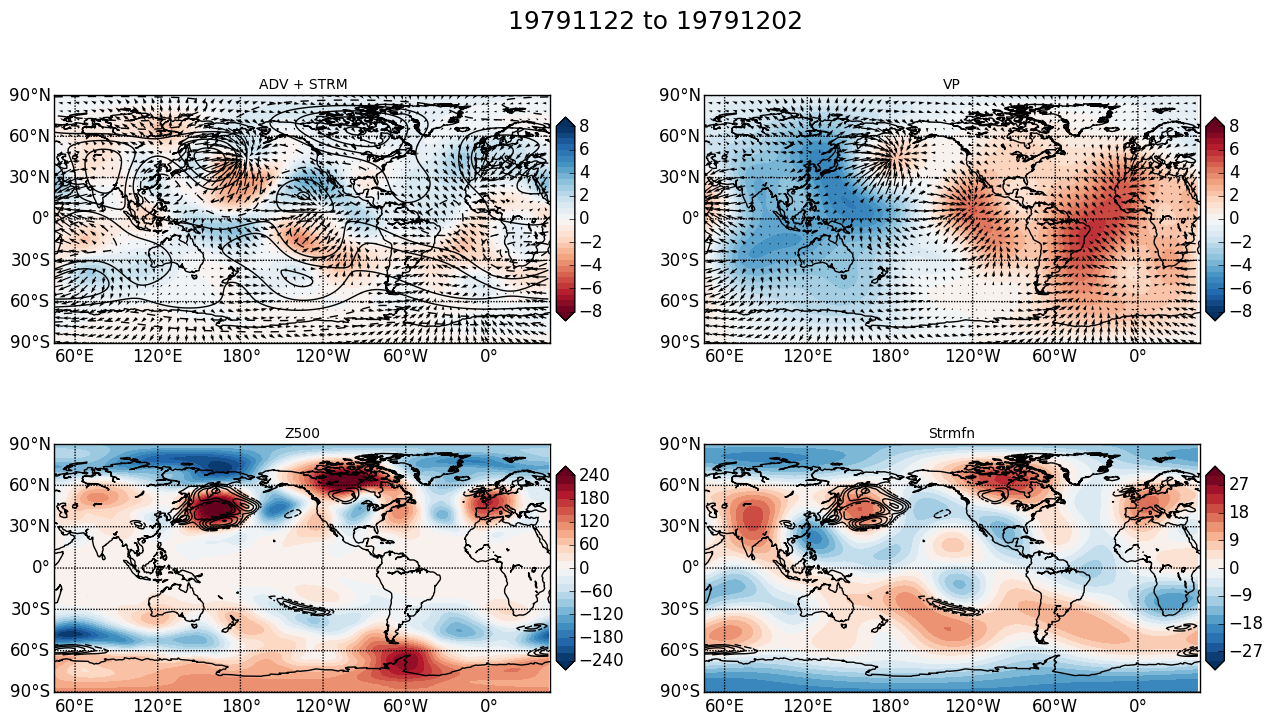 19791122 to 19791202
ADV + STRM
90°N
60°N
30°N
0°
30°S
60°S
90°S
60°E 120°E 180° 120°W 60°W 0°
8
6
4
2
0
−2
−4
−6
−8
VP
90°N
60°N
30°N
0°
30°S
60°S
90°S
60°E 120°E 180° 120°W 60°W 0°
8
6
4
2
0
−2
−4
−6
−8
Z500
90°N
60°N
30°N
0°
30°S
60°S
90°S
60°E 120°E 180° 120°W 60°W 0°
240
180
120
60
0
−60
−120
−180
−240
Strmfn
90°N
60°N
30°N
0°
30°S
60°S
90°S
60°E 120°E 180° 120°W 60°W 0°
27
18
9
0
−9
−18
−27